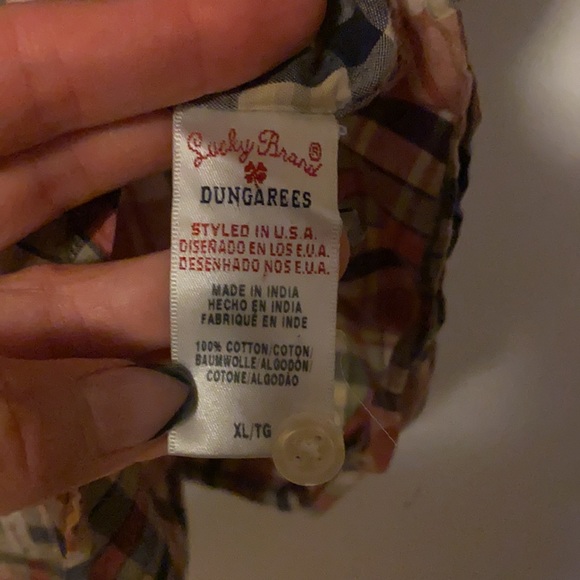 Lucky Brand®
DUNGAREES
STYLED IN U.S.A.
DISEÑADO EN LOS E.U.A.
DESENHADO NOS E.U.A.
MADE IN INDIA
HECHO EN INDIA
FABRIQUÉ EN INDE
100% COTTON/COTON/
BAUMWOLLE/ALGODÓN/
COTONE/ALGODÃO
XL/TG